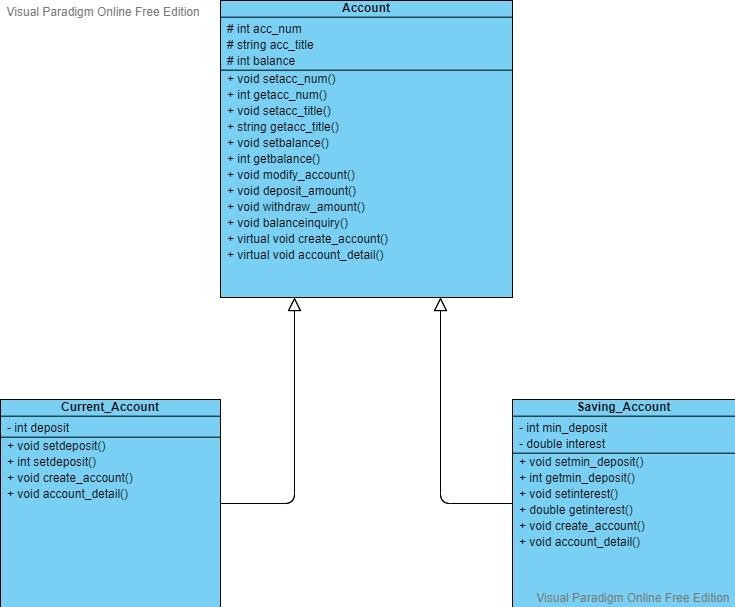 Visual Paradigm Online Free Edition
Account
# int acc_num
# string acc_title
# int balance
+ void setacc_num()
+ int getacc_num()
+ void setacc_title()
+ string getacc_title()
+ void setbalance()
+ int getbalance()
+ void modify_account()
+ void deposit_amount()
+ void withdraw_amount()
+ void balanceinquiry()
+ virtual void create_account()
+ virtual void account_detail()
Current_Account
- int deposit
+ void setdeposit()
+ int setdeposit()
+ void create_account()
+ void account_detail()
Saving_Account
- int min_deposit
- double interest
+ void setmin_deposit()
+ int getmin_deposit()
+ void setinterest()
+ double getinterest()
+ void create_account()
+ void account_detail()
Visual Paradigm Online Free Edition